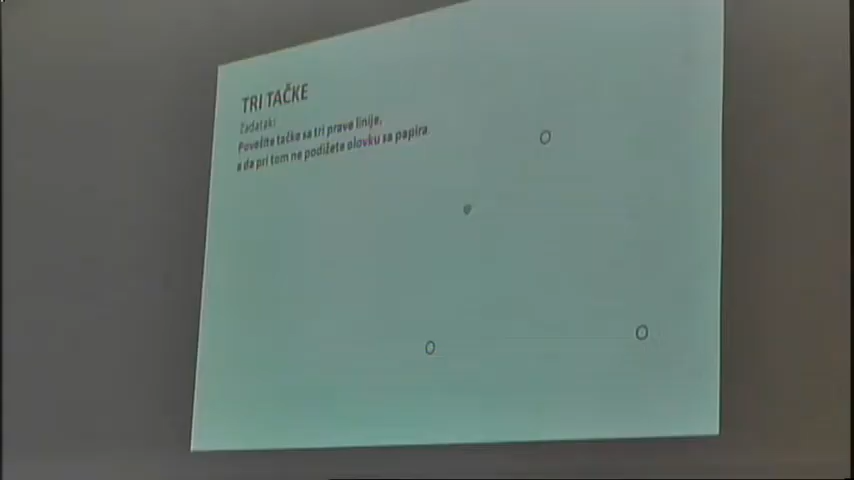 TRI TAČKE
Zadatak:
Povežite tačke sa tri prave linije,
a da pri tom ne podižete olovku sa papira.